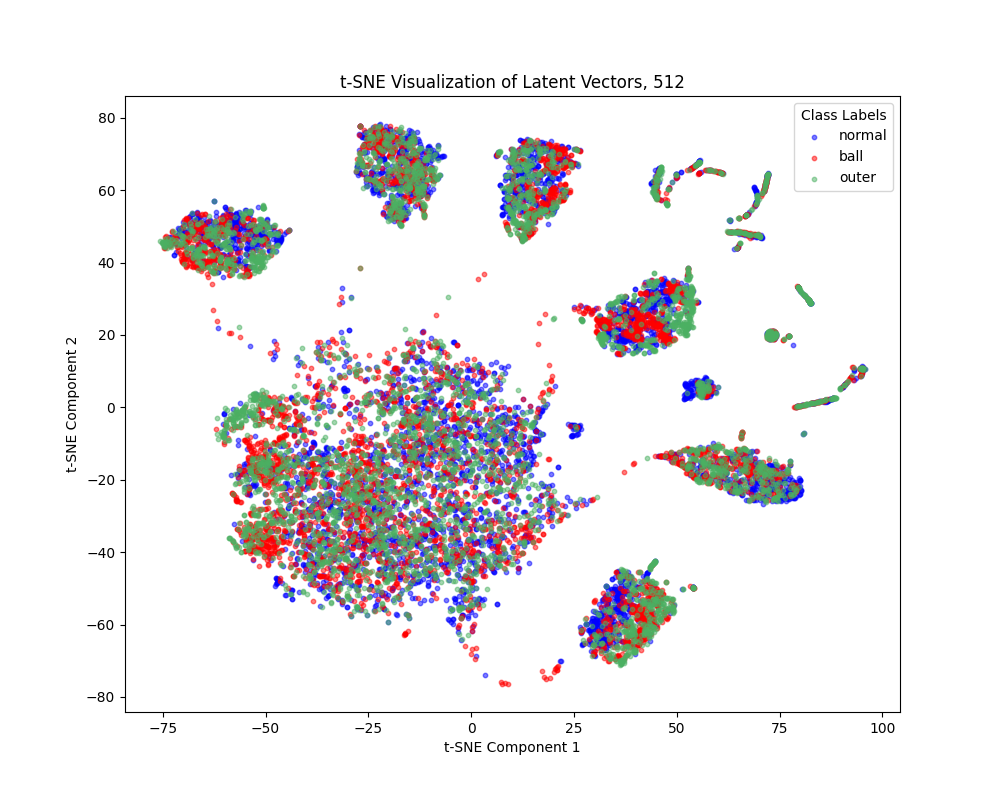 t-SNE Visualization of Latent Vectors, 512
Class Labels
normal
ball
outer
80
60
40
20
0
−20
−40
−60
−80
t-SNE Component 2
−75 −50 −25 0 25 50 75 100
t-SNE Component 1